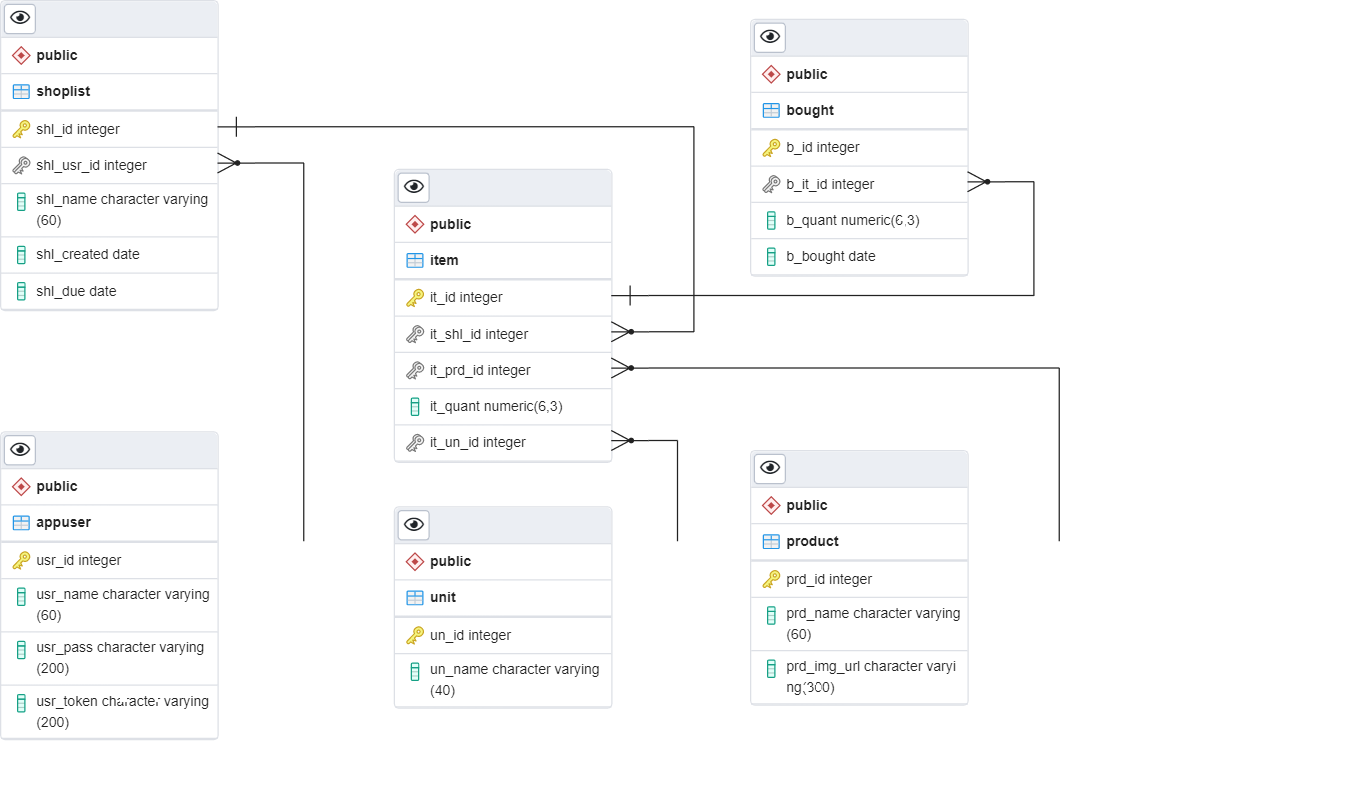 public
shoplist
shl_id integer
shl_usr_id integer
shl_name character varying
(60)
shl_created date
shl_due date
public
appuser
usr_id integer
usr_name character varying
(60)
usr_pass character varying
(200)
usr_token character varying
(200)
public
item
it_id integer
it_shl_id integer
it_prd_id integer
it_quant numeric(6,3)
it_un_id integer
public
unit
un_id integer
un_name character varying
(40)
public
bought
b_id integer
b_it_id integer
b_quant numeric(6,3)
b_bought date
public
product
prd_id integer
prd_name character varying
(60)
prd_img_url character varyi
ng(300)